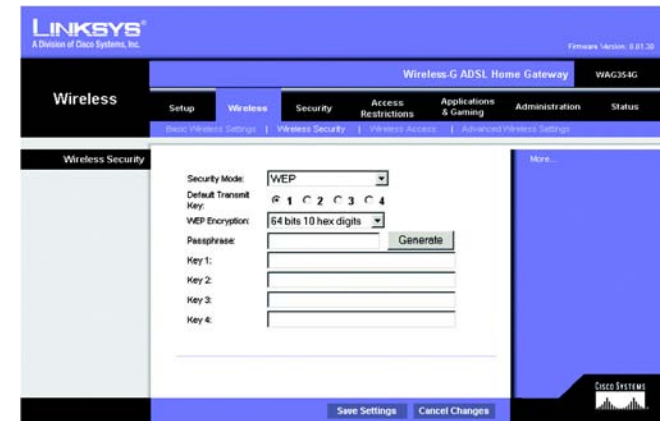 LINKSYS®
A Division of Cisco Systems, Inc.
Firmware Version: 0.01.30
Wireless-G ADSL Home Gateway WAG354G
Wireless
Setup Wireless Security Access Restrictions Applications & Gaming Administration Status
Basic Wireless Settings | Wireless Security | Wireless Access | Advanced Wireless Settings
Wireless Security
More...
Security Mode: WEP
Default Transmit Key: 1 2 3 4
WEP Encryption: 64 bits 10 hex digits
Passphrase: Generate
Key 1:
Key 2:
Key 3:
Key 4:
Save Settings Cancel Changes
CISCO SYSTEMS